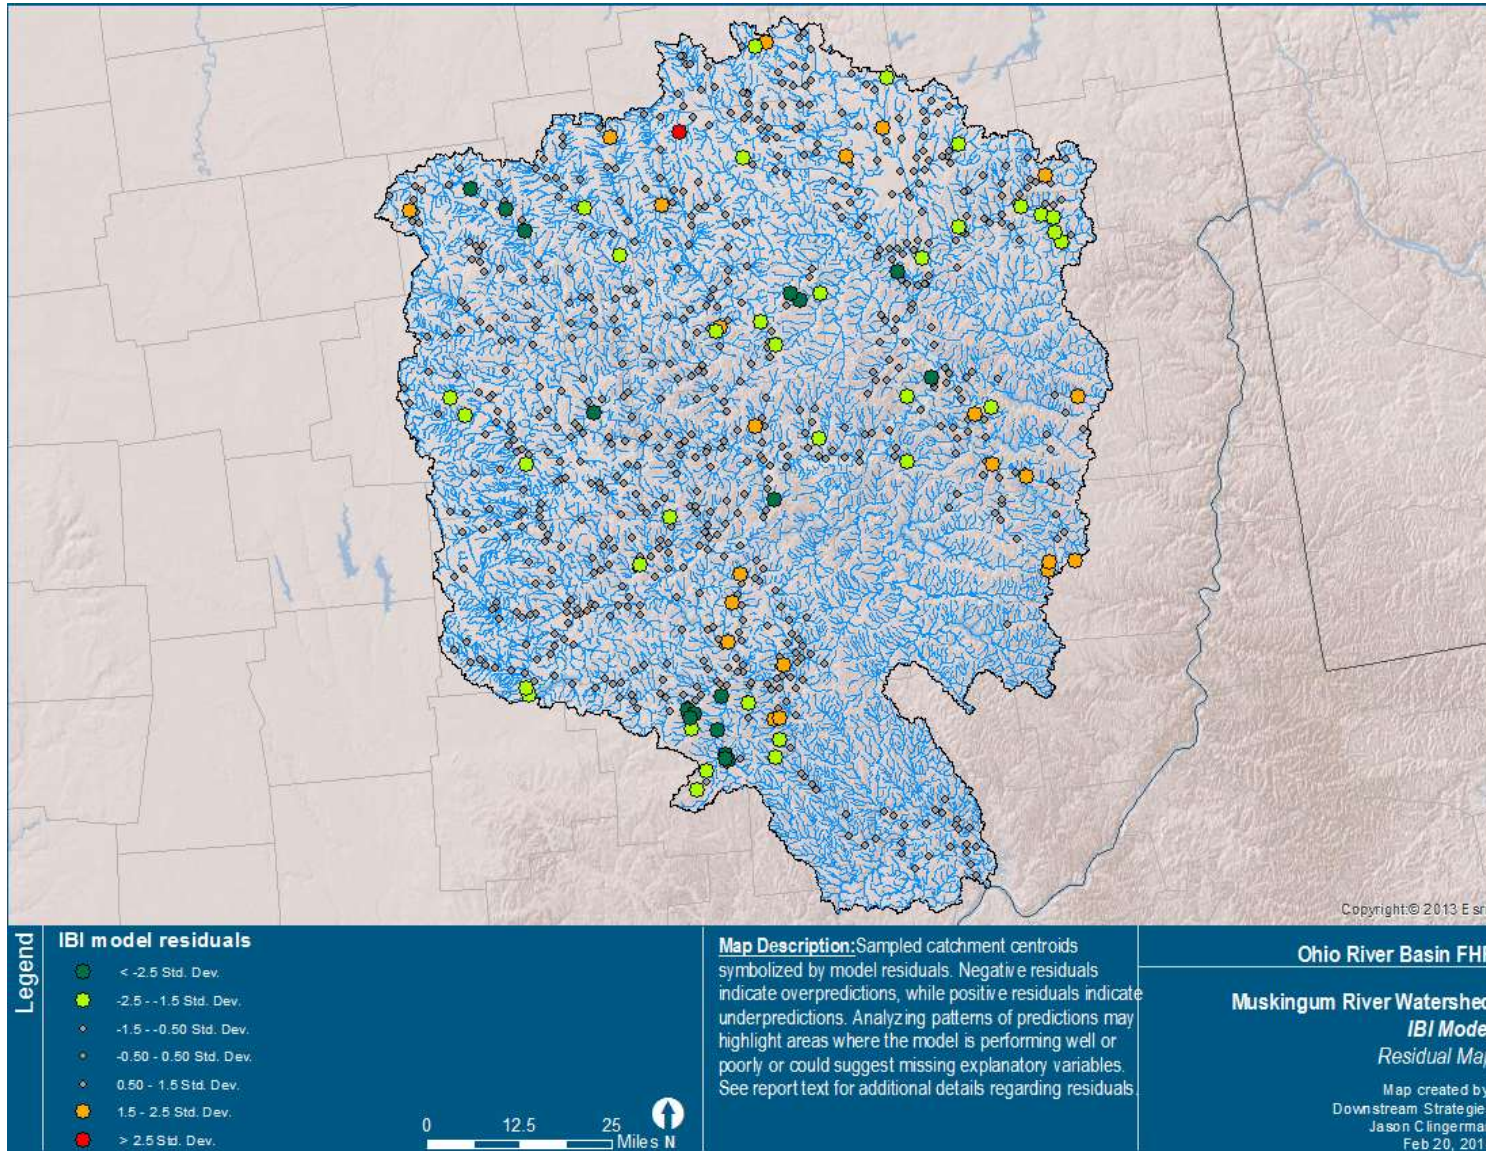 Copyright:© 2013 Esri
Legend
IBI model residuals
< -2.5 Std. Dev.
-2.5 - -1.5 Std. Dev.
-1.5 - -0.50 Std. Dev.
-0.50 - 0.50 Std. Dev.
0.50 - 1.5 Std. Dev.
1.5 - 2.5 Std. Dev.
> 2.5 Std. Dev.
0 12.5 25
Miles N
Map Description: Sampled catchment centroids
symbolized by model residuals. Negative residuals
indicate overpredictions, while positive residuals indicate
underpredictions. Analyzing patterns of predictions may
highlight areas where the model is performing well or
poorly or could suggest missing explanatory variables.
See report text for additional details regarding residuals.
Ohio River Basin FH
Muskingum River Watershed
IBI Model
Residual Map
Map created by
Downstream Strategie
Jason Clingerman
Feb 20, 201